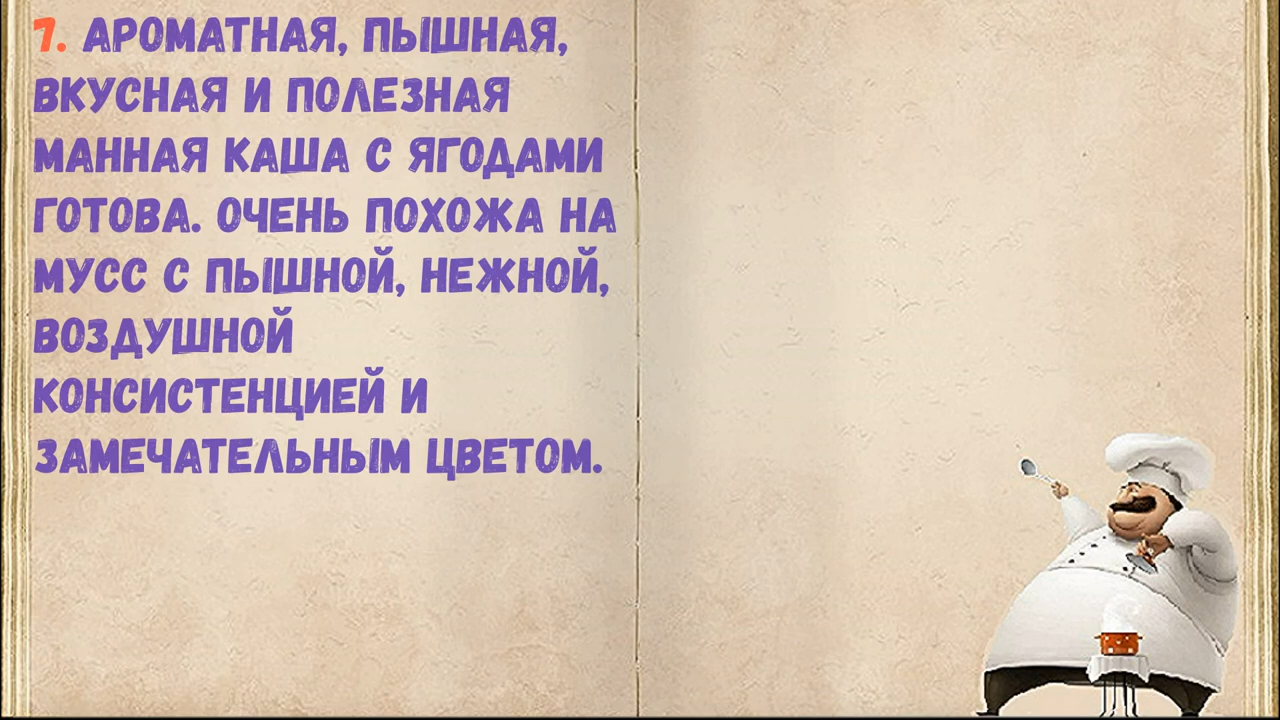 7. АРОМАТНАЯ, ПЫШНАЯ,
ВКУСНАЯ И ПОЛЕЗНАЯ
МАННАЯ КАША С ЯГОДАМИ
ГОТОВА. ОЧЕНЬ ПОХОЖА НА
МУСС С ПЫШНОЙ, НЕЖНОЙ,
ВОЗДУШНОЙ
КОНСИСТЕНЦИЕЙ И
ЗАМЕЧАТЕЛЬНЫМ ЦВЕТОМ.